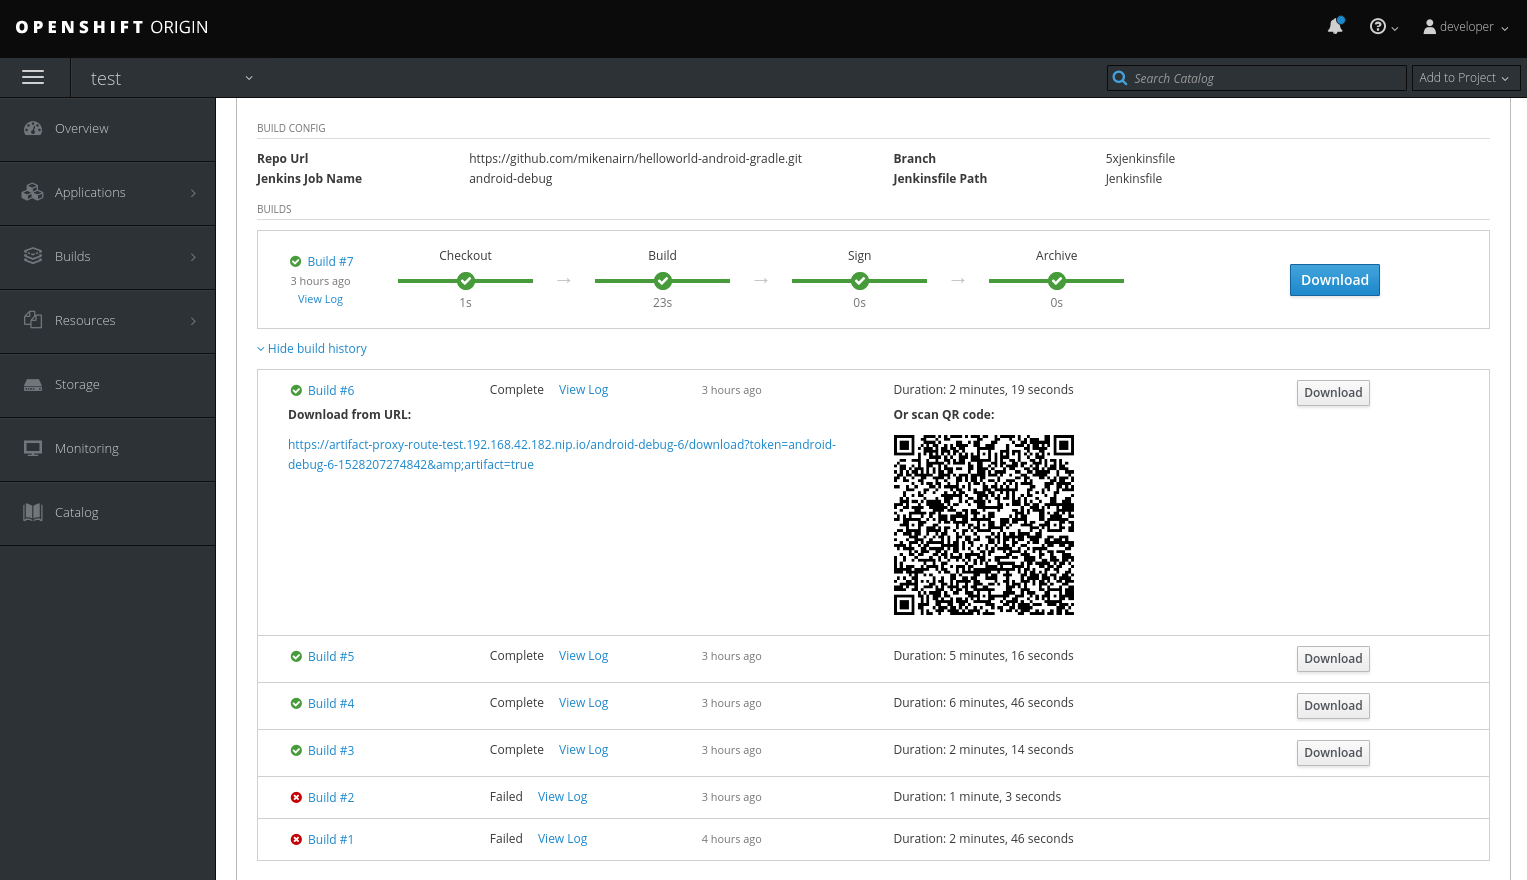 OPENSHIFT ORIGIN
developer
test
Search Catalog
Add to Project
Overview
Applications
Builds
Resources
Storage
Monitoring
Catalog
BUILD CONFIG
Repo Url https://github.com/mikenairn/helloworld-android-gradle.git Branch 5xjenkinsfile
Jenkins Job Name android-debug Jenkinsfile Path Jenkinsfile
BUILDS
Build #7
3 hours ago
View Log
Checkout Build Sign Archive
1s 23s 0s 0s
Download
Hide build history
Build #6 Complete View Log 3 hours ago Duration: 2 minutes, 19 seconds Download
Download from URL: Or scan QR code:
https://artifact-proxy-route-test.192.168.42.182.nip.io/android-debug-6/download?token=android-
debug-6-1528207274842&amp;artifact=true
Build #5 Complete View Log 3 hours ago Duration: 5 minutes, 16 seconds Download
Build #4 Complete View Log 3 hours ago Duration: 6 minutes, 46 seconds Download
Build #3 Complete View Log 3 hours ago Duration: 2 minutes, 14 seconds Download
Build #2 Failed View Log 3 hours ago Duration: 1 minute, 3 seconds
Build #1 Failed View Log 4 hours ago Duration: 2 minutes, 46 seconds